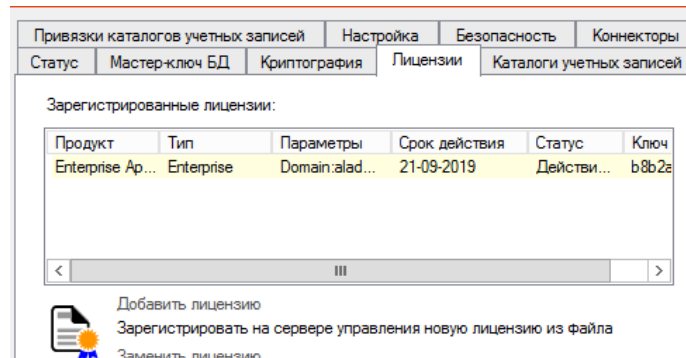 Привязки каталогов учетных записей Настройка Безопасность Коннекторы
Статус Мастер-ключ БД Криптография Лицензии Каталоги учетных записей
Зарегистрированные лицензии:
Продукт Тип Параметры Срок действия Статус Ключ
Enterprise Ap... Enterprise Domain:alad... 21-09-2019 Действи... b8b2a
Добавить лицензию
Зарегистрировать на сервере управления новую лицензию из файла
Заменить лицензию